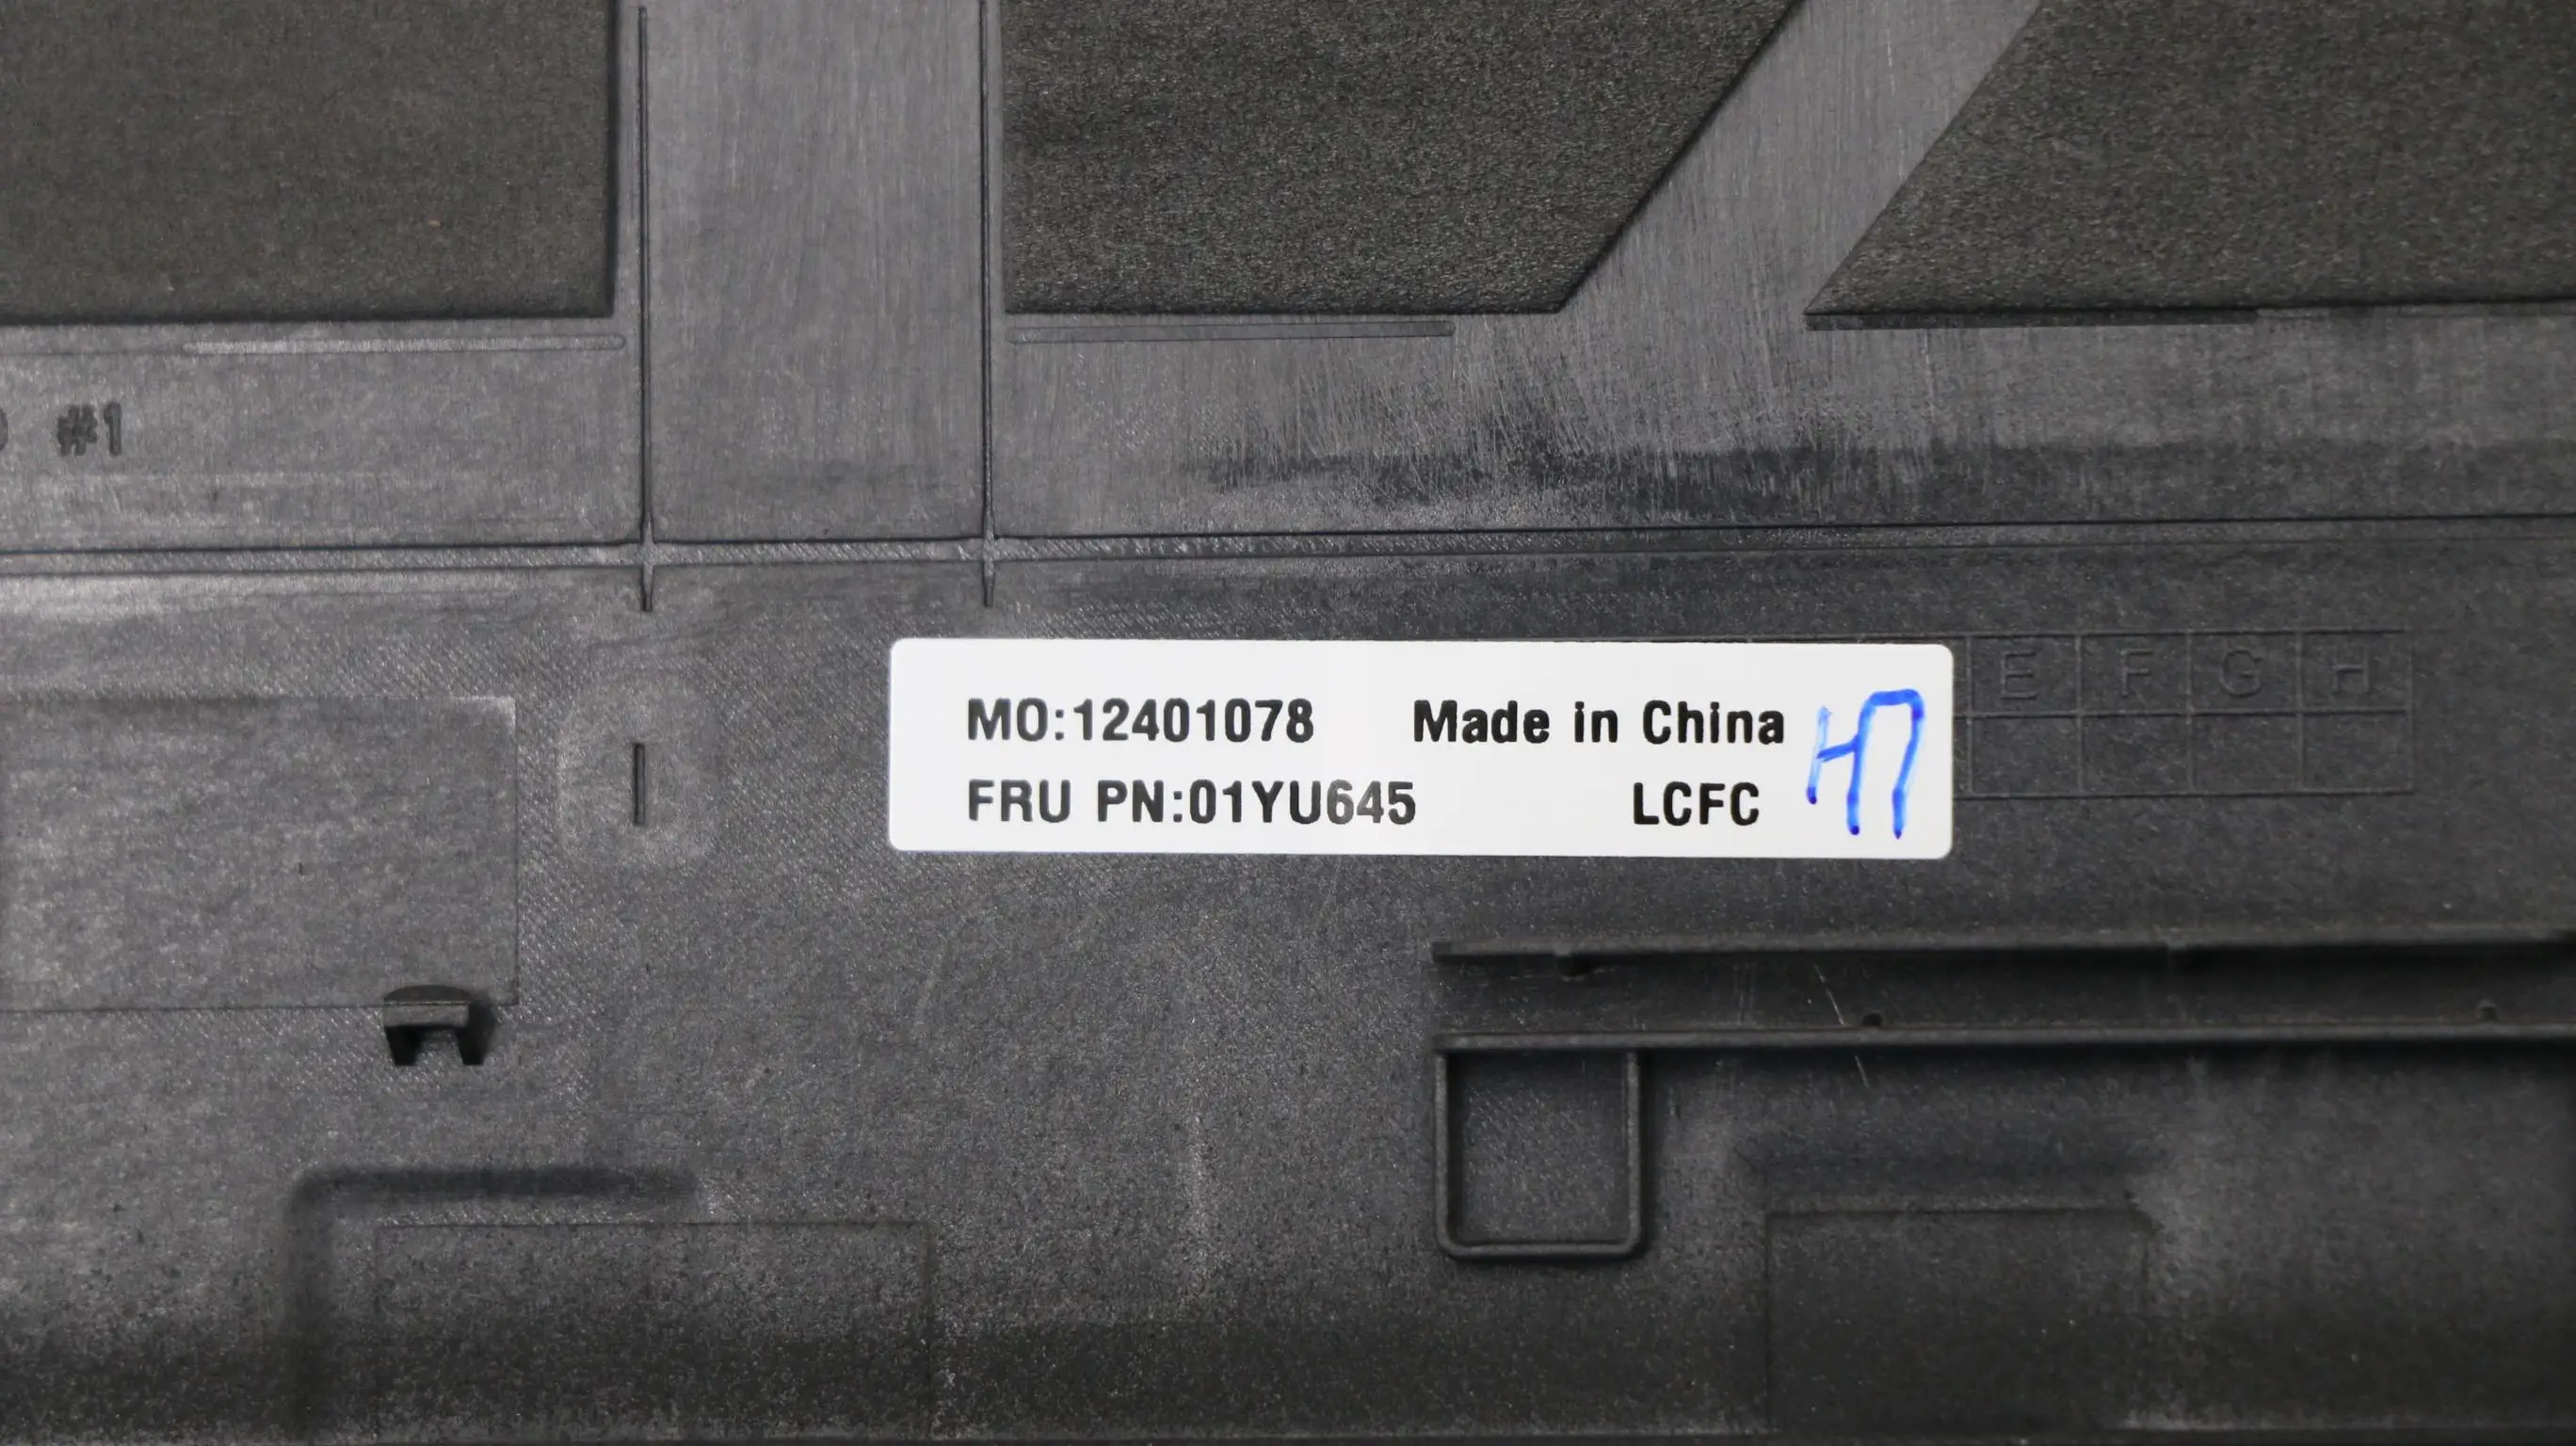 #1
E F G H
MO:12401078 Made in China
FRU PN:01YU645 LCFC